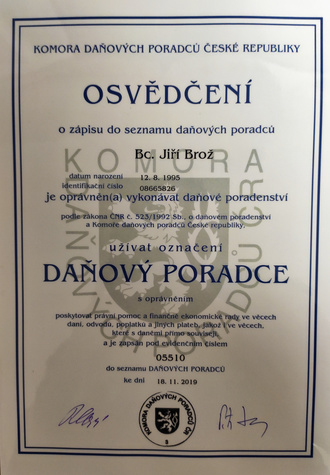 KOMORA DAŇOVÝCH PORADCŮ ČESKÉ REPUBLIKY
OSVĚDČENÍ
o zápisu do seznamu daňových poradců
Bc. Jiří Brož
datum narození 12. 8. 1995
identifikační číslo 08665826
je oprávněn(a) vykonávat daňové poradenství
podle zákona ČNR č. 523/1992 Sb., o daňovém poradenství
a Komoře daňových poradců České republiky,
užívat označení
DAŇOVÝ PORADCE
s oprávněním
poskytovat právní pomoc a finančně ekonomické rady ve věcech
daní, odvodů, poplatků a jiných plateb, jakož i ve věcech,
které s daněmi přímo souvisejí,
a je zapsán pod evidenčním číslem
05510
do seznamu DAŇOVÝCH PORADCŮ
ke dni 18. 11. 2019
KOMORA DAŇOVÝCH PORADCŮ ČR
8
KOMORA DAŇOVÝCH PORADCŮ